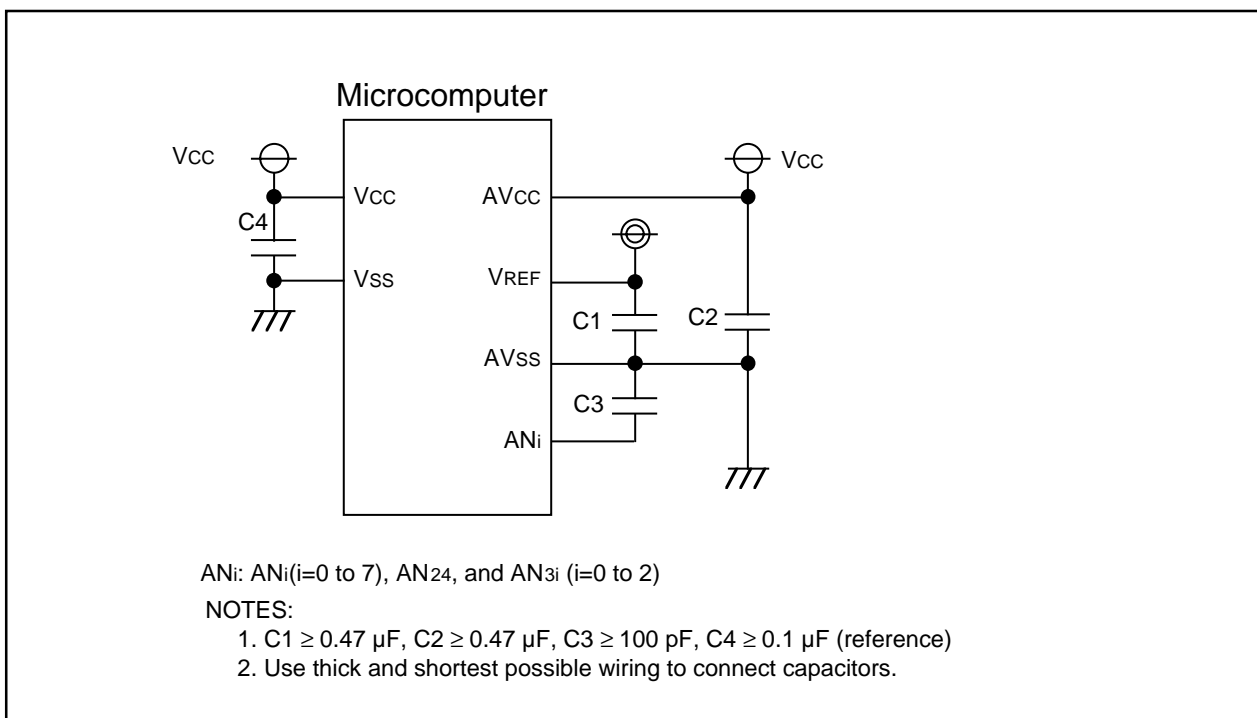 Microcomputer
VCC
VCC
VCC
AVCC
C4
VSS
VREF
C1
C2
AVSS
C3
ANi
ANi: ANi(i=0 to 7), AN24, and AN3i (i=0 to 2)
NOTES:
1. C1 ≥ 0.47 µF, C2 ≥ 0.47 µF, C3 ≥ 100 pF, C4 ≥ 0.1 µF (reference)
2. Use thick and shortest possible wiring to connect capacitors.